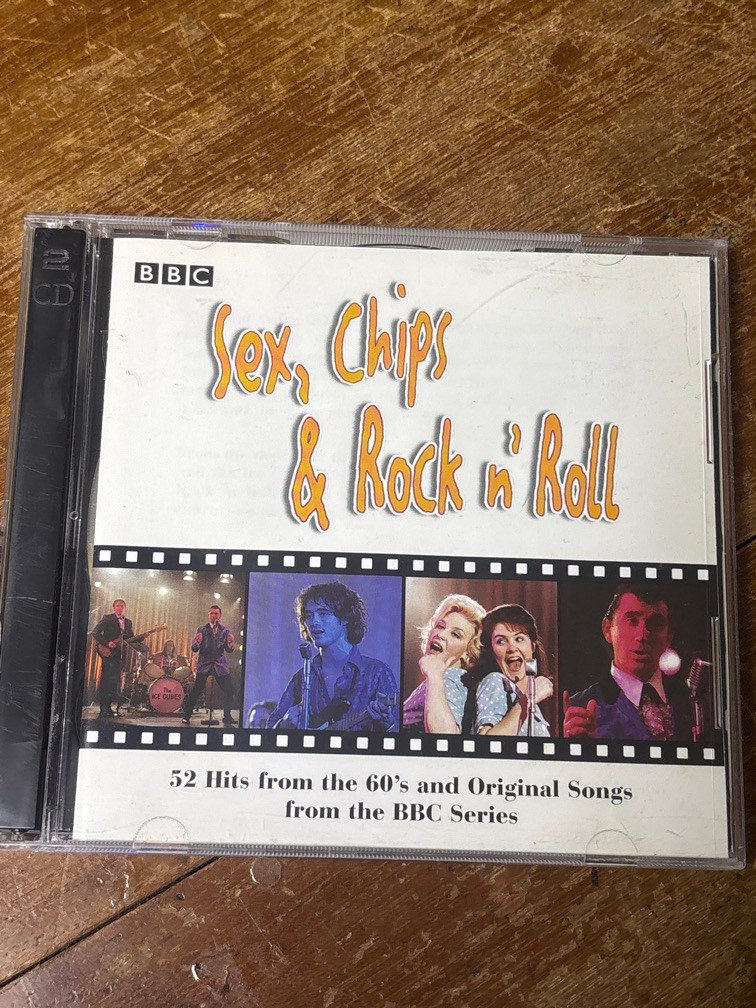 2
CD
BBC
Sex, Chips
& Rock n' Roll
The
ICE CUBES
52 Hits from the 60's and Original Songs
from the BBC Series